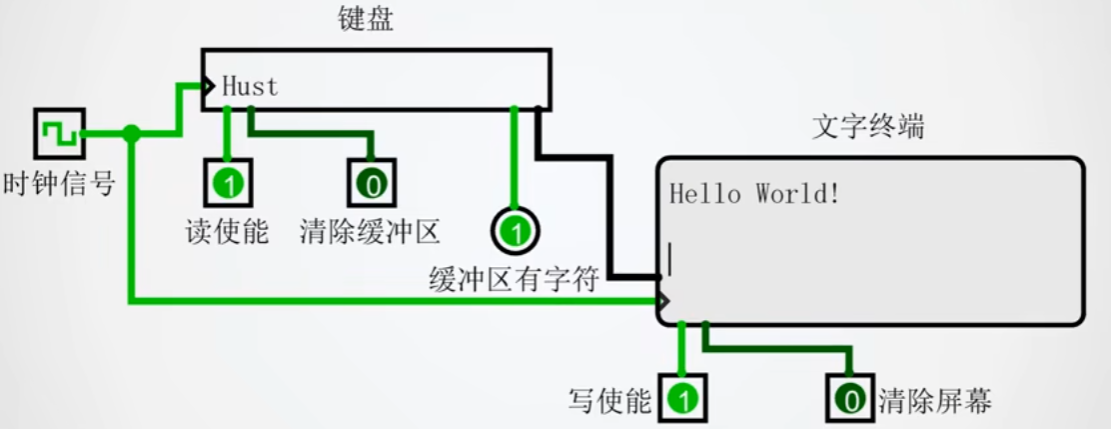 键盘
Hust
时钟信号
1
0
读使能
清除缓冲区
1
缓冲区有字符
文字终端
Hello World!
写使能
1
0
清除屏幕